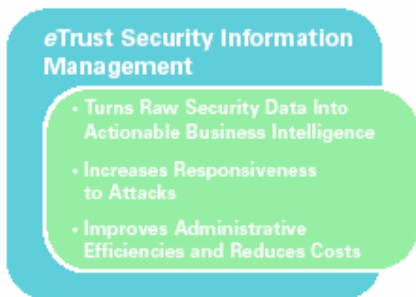 eTrust Security Information
Management
• Turns Raw Security Data Into
Actionable Business Intelligence
• Increases Responsiveness
to Attacks
• Improves Administrative
Efficiencies and Reduces Costs